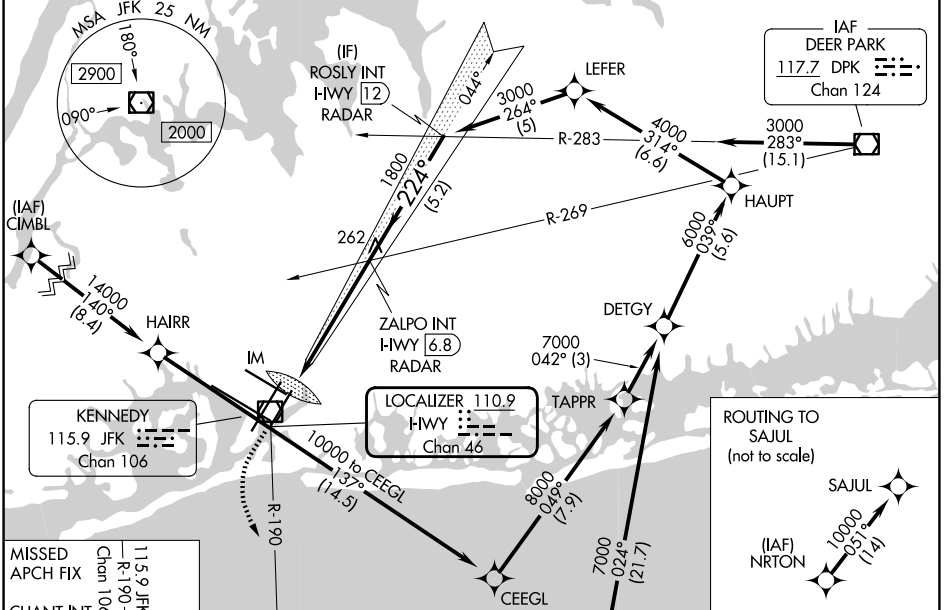 MSA JFK 25 NM
180°
2900
090°
2000
(IF)
ROSLY INT
I-WY 12
RADAR
044°
LEFER
3000
264°
(5)
IAF
DEER PARK
117.7 DPK
Chan 124
R-283
3000
283°
(15.1)
4000
314°
(6.6)
HAUPT
1800
224°
(5.2)
R-269
262
6000
039°
(5.6)
(IAF)
CIMBL
14000
140°
(8.4)
HAIRR
ZALPO INT
I-IWY 6.8
RADAR
DETGY
7000
042° (3)
TAPPR
IM
KENNEDY
115.9 JFK
Chan 106
LOCALIZER 110.9
I-IWY
Chan 46
10000 to CEEGL
137°
(14.5)
8000
049°
(7.9)
7000
024°
(21.7)
R-190
CEEGL
ROUTING TO
SAJUL
(not to scale)
SAJUL
10000
051°
(14)
(IAF)
NRTON
MISSED
APCH FIX
115.9 JFK
R-190
Chan 106
CHANT INT